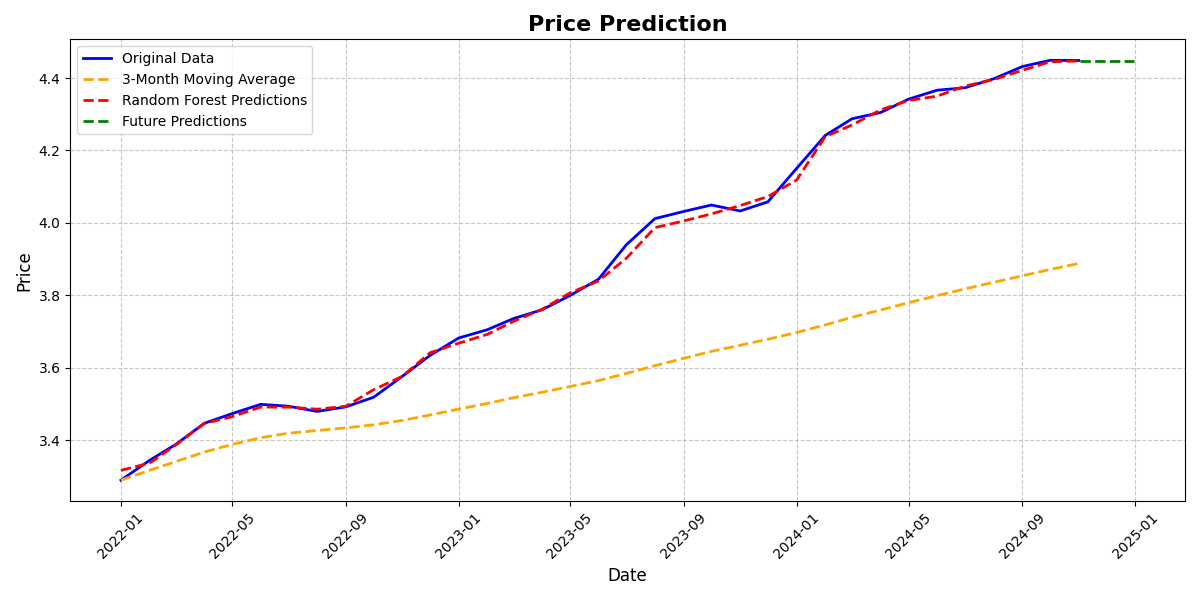 Price Prediction
Original Data
3-Month Moving Average
Random Forest Predictions
Future Predictions
Price
4.4
4.2
4.0
3.8
3.6
3.4
2022-01
2022-05
2022-09
2023-01
2023-05
2023-09
2024-01
2024-05
2024-09
2025-01
Date